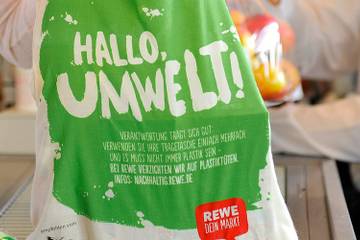 HALLO,
UMWELT!
VERANTWORTUNG TRÄGT SICH GUT.
VERWENDEN SIE IHRE TRAGETASCHE EINFACH MEHRFACH
UND ES MUSS NICHT IMMER PLASTIK SEIN -
BEI REWE VERZICHTEN WIR AUF PLASTIKTÜTEN.
INFOS: NACHHALTIG.REWE.DE
REWE
DEIN MARKT